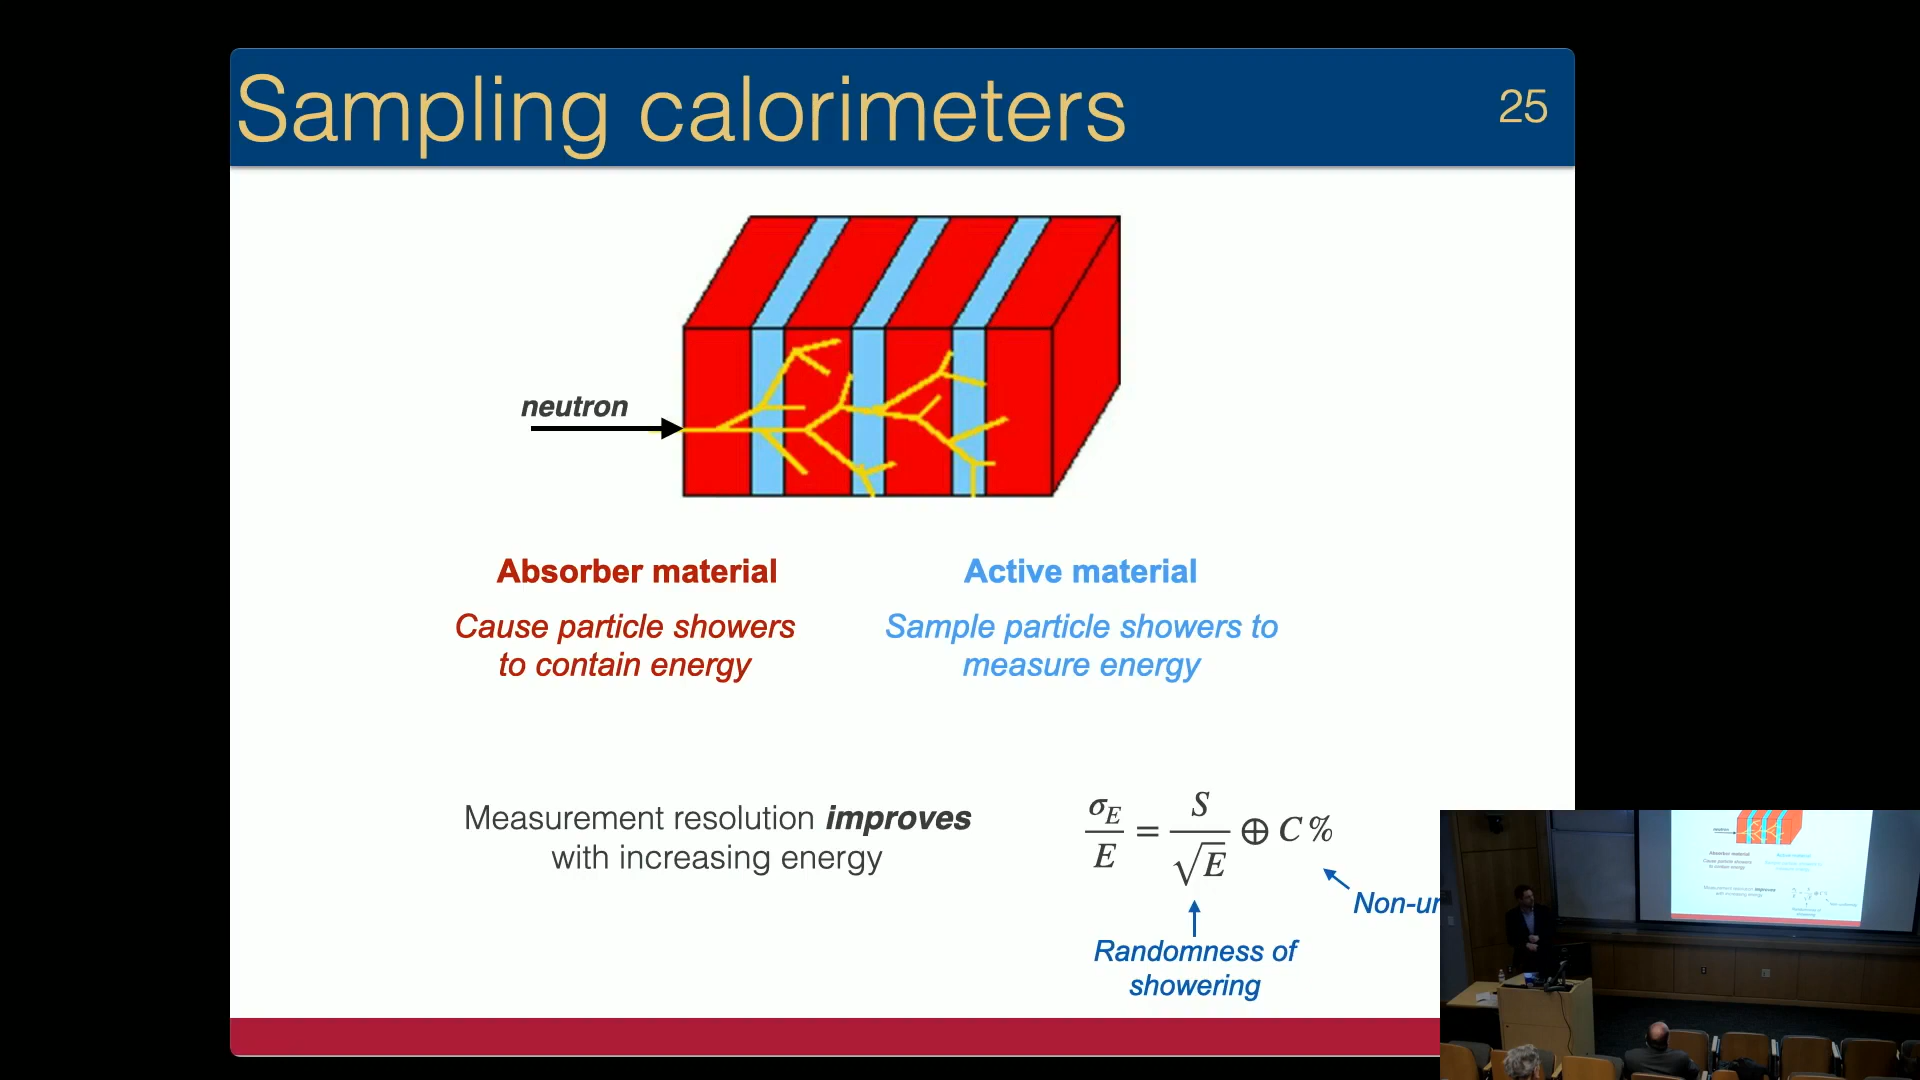 Sampling calorimeters
25
neutron
Absorber material
Active material
Cause particle showers
to contain energy
Sample particle showers to
measure energy
Measurement resolution improves
with increasing energy
σ_E / E = S / √E ⊕ C %
Randomness of
showering